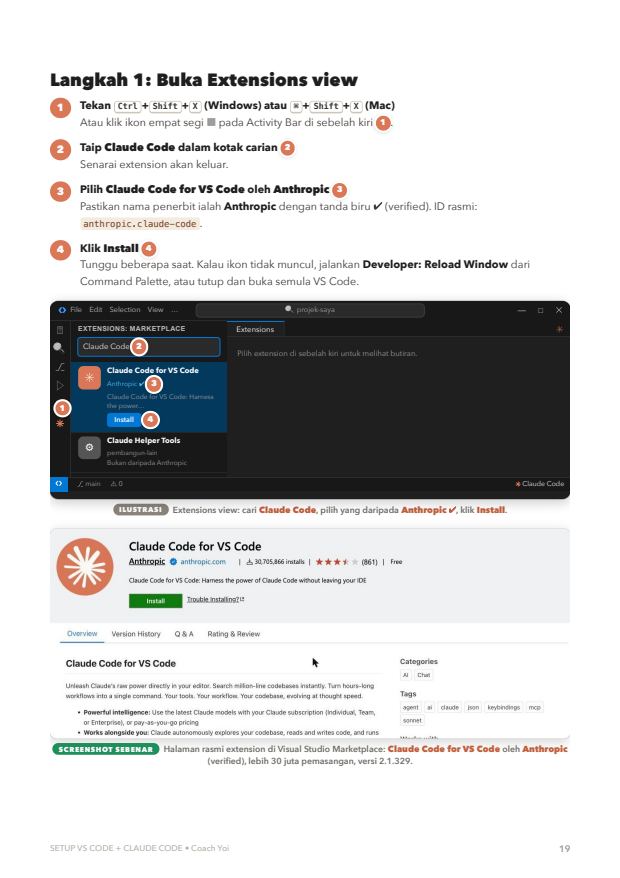 Langkah 1: Buka Extensions view
1 Tekan Ctrl+Shift+X (Windows) atau ⌘+Shift+X (Mac)
Atau klik ikon empat segi ■ pada Activity Bar di sebelah kiri 1.
2 Taip Claude Code dalam kotak carian 2
Senarai extension akan keluar.
3 Pilih Claude Code for VS Code oleh Anthropic 3
Pastikan nama penerbit ialah Anthropic dengan tanda biru ✔ (verified). ID rasmi:
anthropic.claude-code.
4 Klik Install 4
Tunggu beberapa saat. Kalau ikon tidak muncul, jalankan Developer: Reload Window dari
Command Palette, atau tutup dan buka semula VS Code.
File Edit Selection View … projek-saya
EXTENSIONS: MARKETPLACE
Extensions
Claude Code 2
Pilih extension di sebelah kiri untuk melihat butiran.
Claude Code for VS Code
Anthropic ✔ 3
Claude Code for VS Code: Harness
the power...
1
Install 4
Claude Helper Tools
pembangun-lain
Bukan daripada Anthropic
main ⚠ 0 Claude Code
ILUSTRASI Extensions view: cari Claude Code, pilih yang daripada Anthropic ✔, klik Install.
Claude Code for VS Code
Anthropic anthropic.com | 30,705,866 installs | (861) | Free
Claude Code for VS Code: Harness the power of Claude Code without leaving your IDE
Install Trouble Installing?
Overview Version History Q & A Rating & Review
Claude Code for VS Code
Unleash Claude's raw power directly in your editor. Search million-line codebases instantly. Turn hours-long
workflows into a single command. Your tools. Your workflow. Your codebase, evolving at thought speed.
• Powerful intelligence: Use the latest Claude models with your Claude subscription (Individual, Team,
or Enterprise), or pay-as-you-go pricing
• Works alongside you: Claude autonomously explores your codebase, reads and writes code, and runs
Categories
AI Chat
Tags
agent ai claude json keybindings mcp
sonnet
Works with
SCREENSHOT SEBENAR Halaman rasmi extension di Visual Studio Marketplace: Claude Code for VS Code oleh Anthropic
(verified), lebih 30 juta pemasangan, versi 2.1.329.
SETUP VS CODE + CLAUDE CODE • Coach Yoi 19